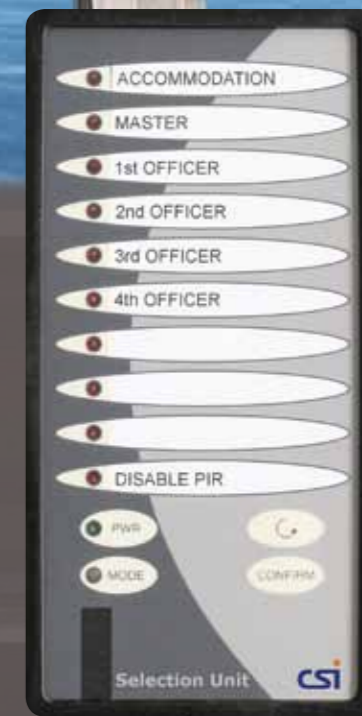 ACCOMMODATION
MASTER
1st OFFICER
2nd OFFICER
3rd OFFICER
4th OFFICER
DISABLE PIR
PWR
MODE
CONFIRM
Selection Unit
CSI